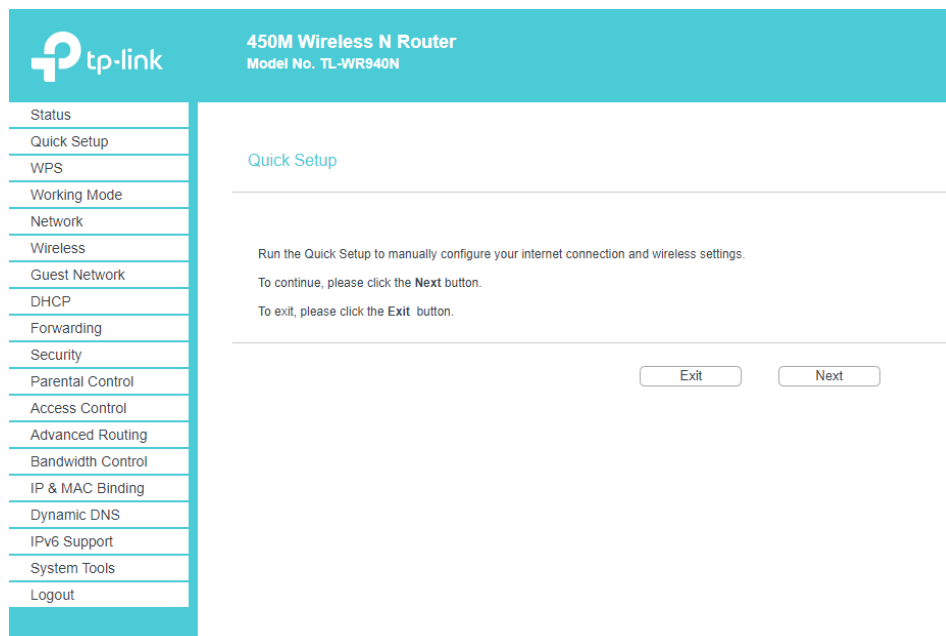 tp-link
450M Wireless N Router
Model No. TL-WR940N
Status
Quick Setup
WPS
Working Mode
Network
Wireless
Guest Network
DHCP
Forwarding
Security
Parental Control
Access Control
Advanced Routing
Bandwidth Control
IP & MAC Binding
Dynamic DNS
IPv6 Support
System Tools
Logout
Quick Setup
Run the Quick Setup to manually configure your internet connection and wireless settings.
To continue, please click the Next button.
To exit, please click the Exit button.
Exit Next